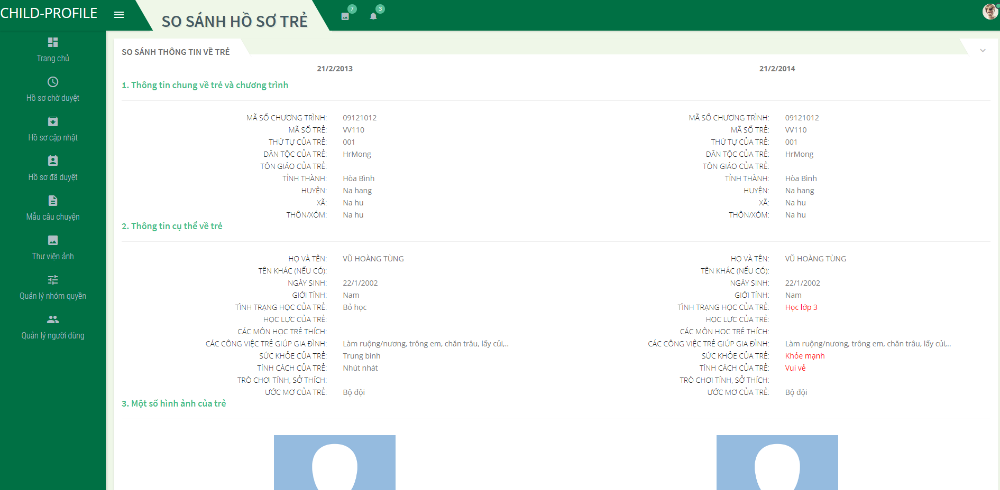 CHILD-PROFILE
SO SÁNH HỒ SƠ TRẺ
7
3
Trang chủ
Hồ sơ chờ duyệt
Hồ sơ cập nhật
Hồ sơ đã duyệt
Mẫu câu chuyện
Thư viện ảnh
Quản lý nhóm quyền
Quản lý người dùng
SO SÁNH THÔNG TIN VỀ TRẺ
21/2/2013 21/2/2014
1. Thông tin chung về trẻ và chương trình
MÃ SỐ CHƯƠNG TRÌNH: 09121012 MÃ SỐ CHƯƠNG TRÌNH: 09121012
MÃ SỐ TRẺ: VV110 MÃ SỐ TRẺ: VV110
THỨ TỰ CỦA TRẺ: 001 THỨ TỰ CỦA TRẺ: 001
DÂN TỘC CỦA TRẺ: HrMong DÂN TỘC CỦA TRẺ: HrMong
TÔN GIÁO CỦA TRẺ: TÔN GIÁO CỦA TRẺ:
TỈNH THÀNH: Hòa Bình TỈNH THÀNH: Hòa Bình
HUYỆN: Na hang HUYỆN: Na hang
XÃ: Na hu XÃ: Na hu
THÔN/XÓM: Na hu THÔN/XÓM: Na hu
2. Thông tin cụ thể về trẻ
HỌ VÀ TÊN: VŨ HOÀNG TÙNG HỌ VÀ TÊN: VŨ HOÀNG TÙNG
TÊN KHÁC (NẾU CÓ): TÊN KHÁC (NẾU CÓ):
NGÀY SINH: 22/1/2002 NGÀY SINH: 22/1/2002
GIỚI TÍNH: Nam GIỚI TÍNH: Nam
TÌNH TRẠNG HỌC CỦA TRẺ: Bỏ học TÌNH TRẠNG HỌC CỦA TRẺ: Học lớp 3
HỌC LỰC CỦA TRẺ: HỌC LỰC CỦA TRẺ:
CÁC MÔN HỌC TRẺ THÍCH: CÁC MÔN HỌC TRẺ THÍCH:
CÁC CÔNG VIỆC TRẺ GIÚP GIA ĐÌNH: Làm ruộng/nương, trông em, chăn trâu, lấy củi,.. CÁC CÔNG VIỆC TRẺ GIÚP GIA ĐÌNH: Làm ruộng/nương, trông em, chăn trâu, lấy củi,..
SỨC KHỎE CỦA TRẺ: Trung bình SỨC KHỎE CỦA TRẺ: Khỏe mạnh
TÍNH CÁCH CỦA TRẺ: Nhút nhát TÍNH CÁCH CỦA TRẺ: Vui vẻ
TRÒ CHƠI TÍNH, SỞ THÍCH: TRÒ CHƠI TÍNH, SỞ THÍCH:
ƯỚC MƠ CỦA TRẺ: Bộ đội ƯỚC MƠ CỦA TRẺ: Bộ đội
3. Một số hình ảnh của trẻ